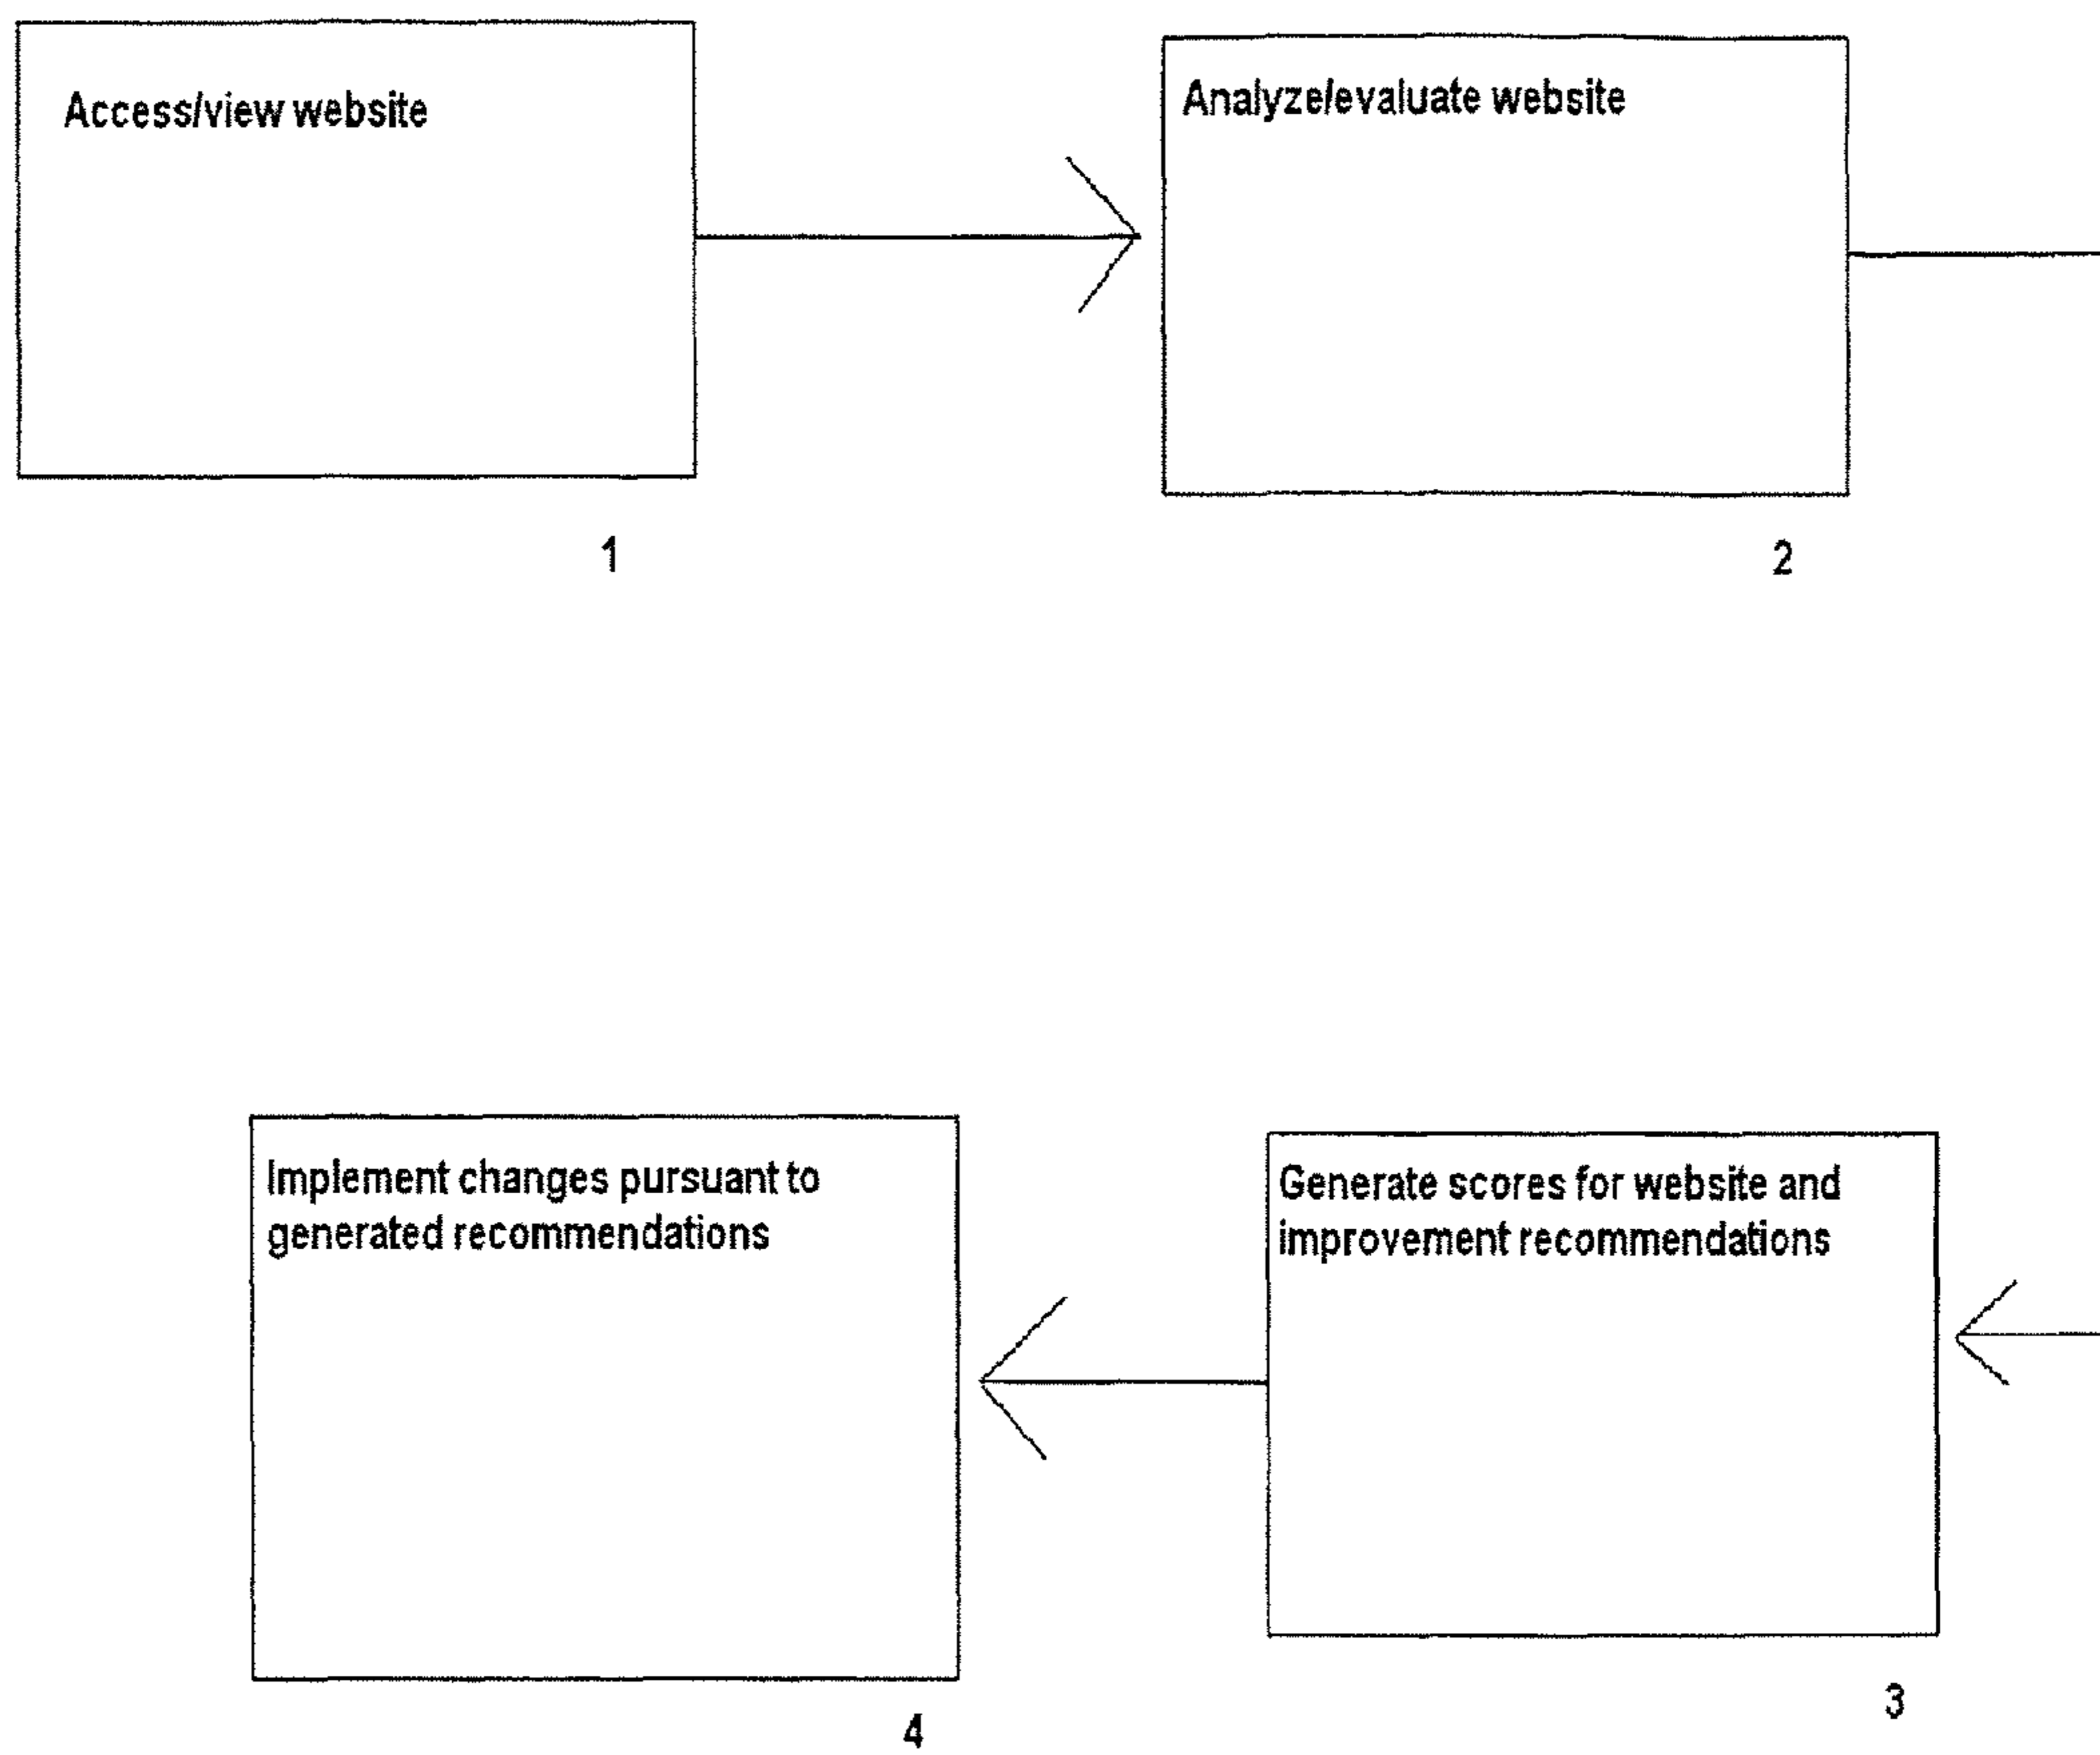 Access/view website
1
Analyze/evaluate website
2
Generate scores for website and
improvement recommendations
3
Implement changes pursuant to
generated recommendations
4